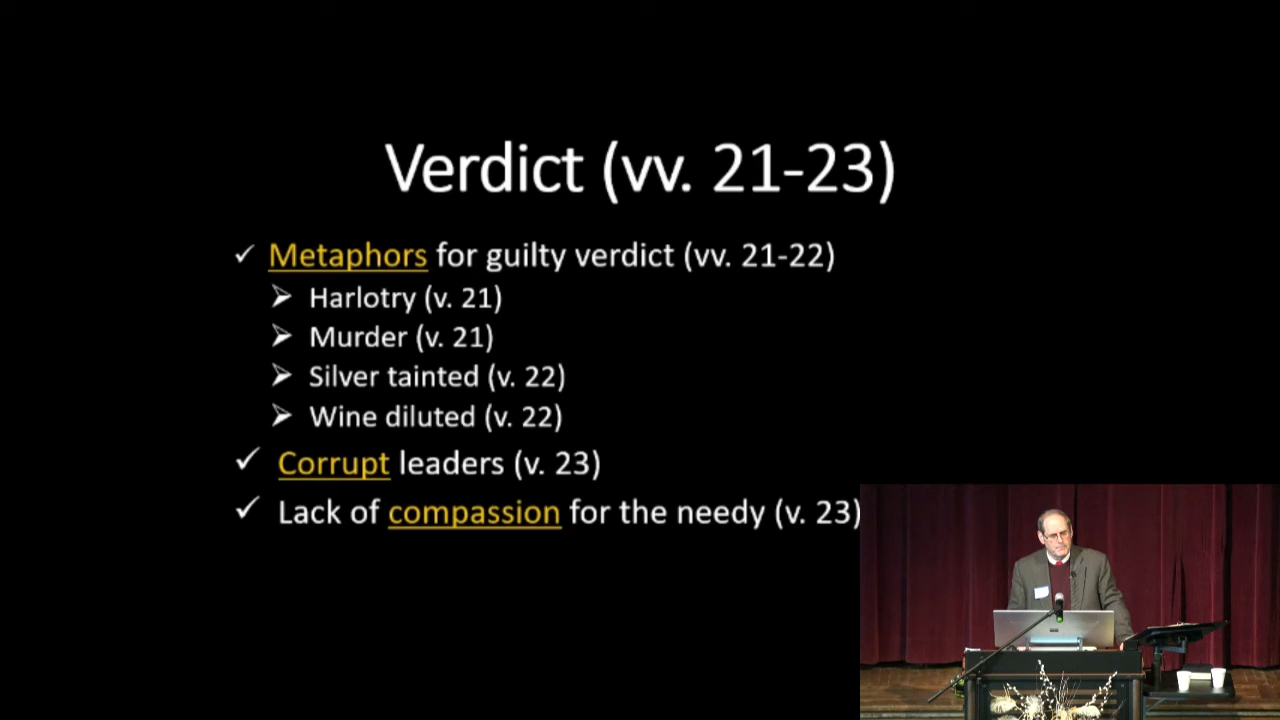 Verdict (vv. 21-23)
✓ Metaphors for guilty verdict (vv. 21-22)
➢ Harlotry (v. 21)
➢ Murder (v. 21)
➢ Silver tainted (v. 22)
➢ Wine diluted (v. 22)
✓ Corrupt leaders (v. 23)
✓ Lack of compassion for the needy (v. 23)